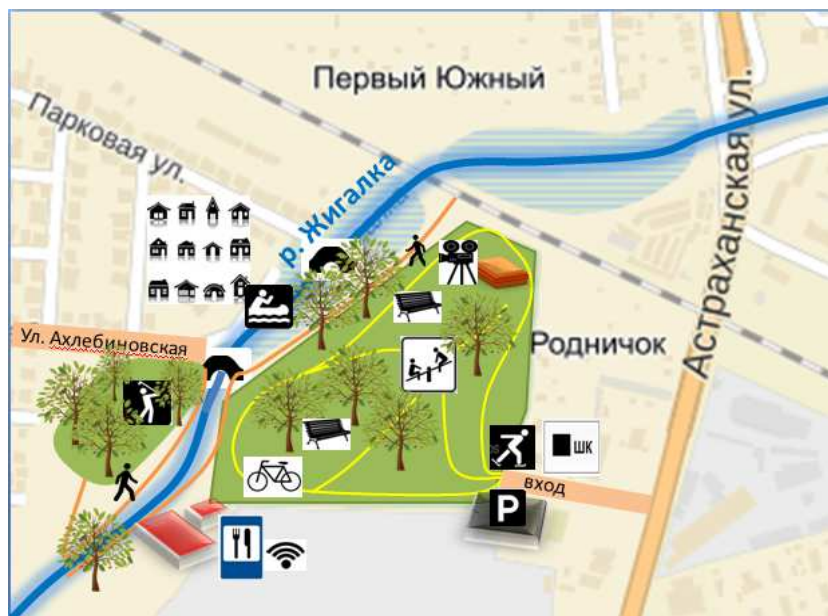 Первый Южный
Парковая ул.
р. Жигалка
Астраханская ул.
Ул. Ахлебиновская
Родничок
ШК
вход
P